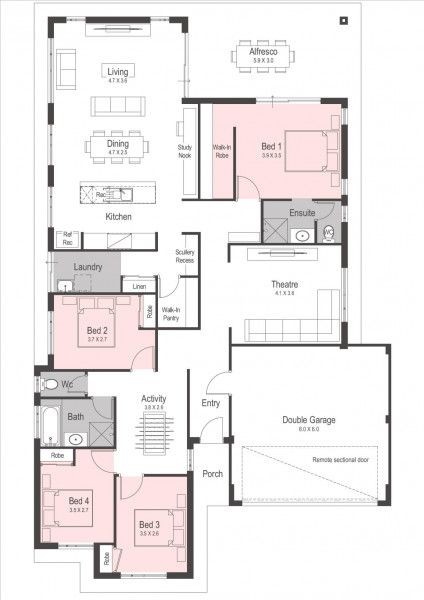 Alfresco
5.9 X 3.0
Living
4.7 X 3.6
Dining
4.7 X 2.5
Study
Nook
Walk-In
Robe
Bed 1
3.9 X 3.5
Rec
Kitchen
Ensuite
WC
Ref
Rec
Scullery
Recess
Laundry
Linen
Theatre
4.1 X 3.6
Walk-In
Pantry
Bed 2
3.7 X 2.7
Robe
Wc
Activity
3.8 X 2.6
Entry
Bath
Double Garage
6.0 X 6.0
Robe
Remote sectional door
Porch
Bed 4
3.5 X 2.7
Bed 3
3.5 X 2.6
Robe